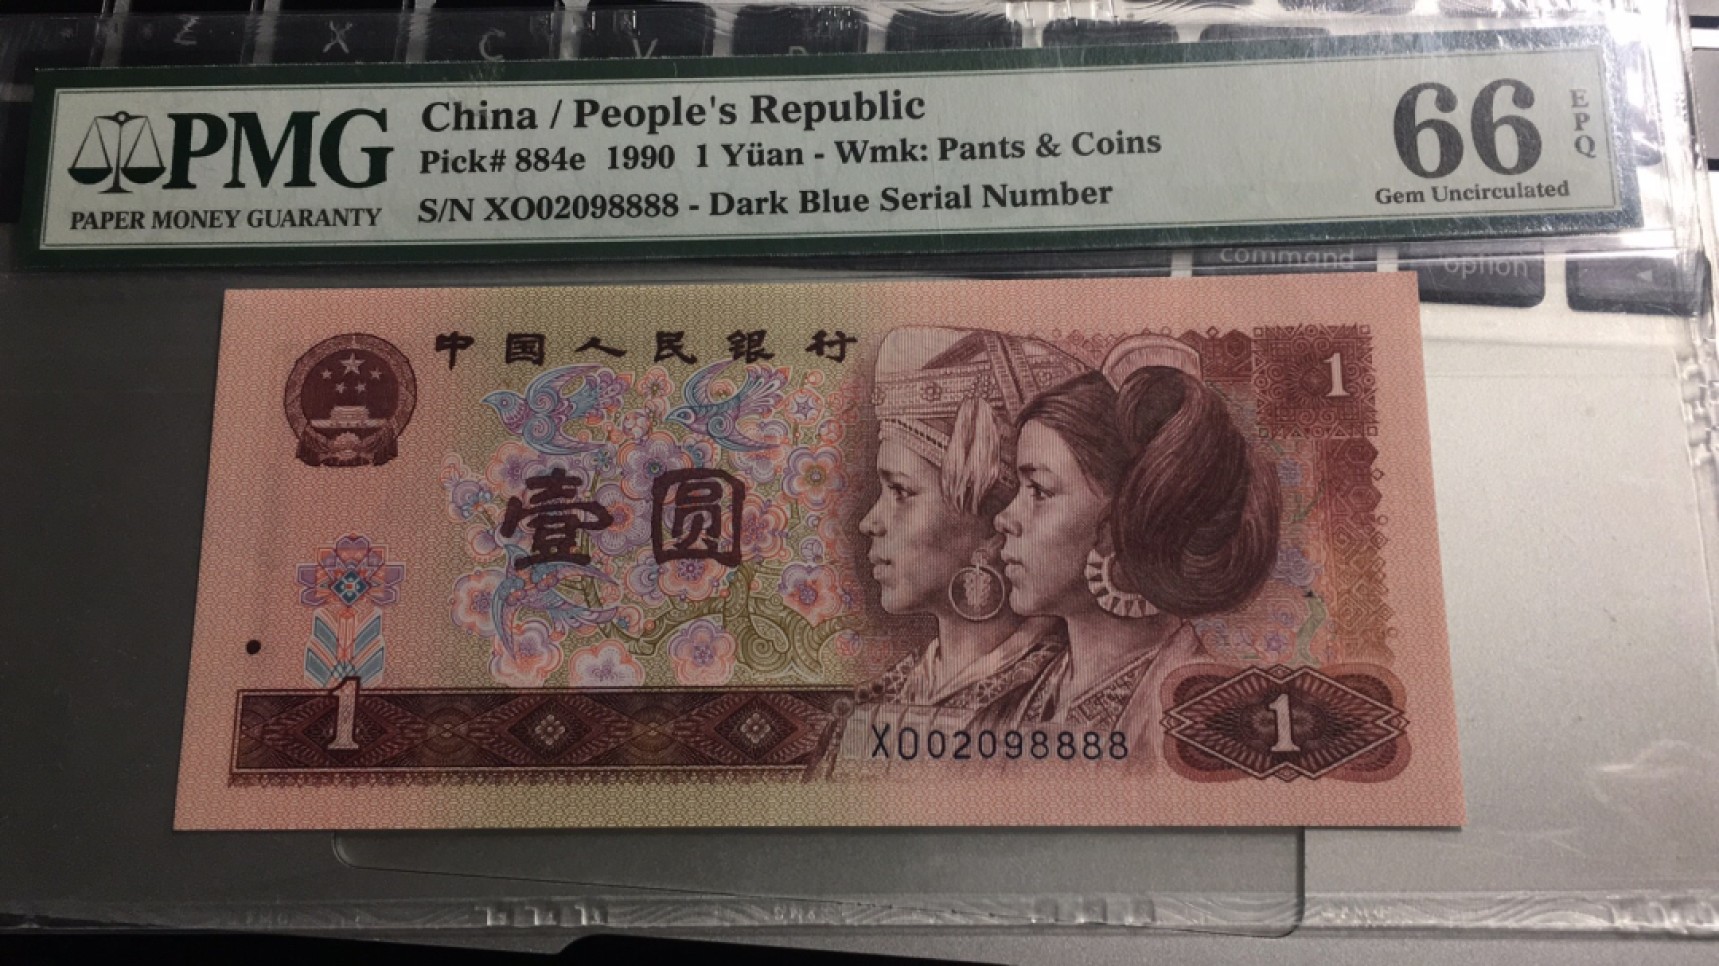 Z X C V B
PMG
PAPER MONEY GUARANTY
China / People's Republic
Pick# 884e 1990 1 Yüan - Wmk: Pants & Coins
S/N XO02098888 - Dark Blue Serial Number
66
EPQ
Gem Uncirculated
command option
中国人民银行
1
壹圆
1
XO02098888
1